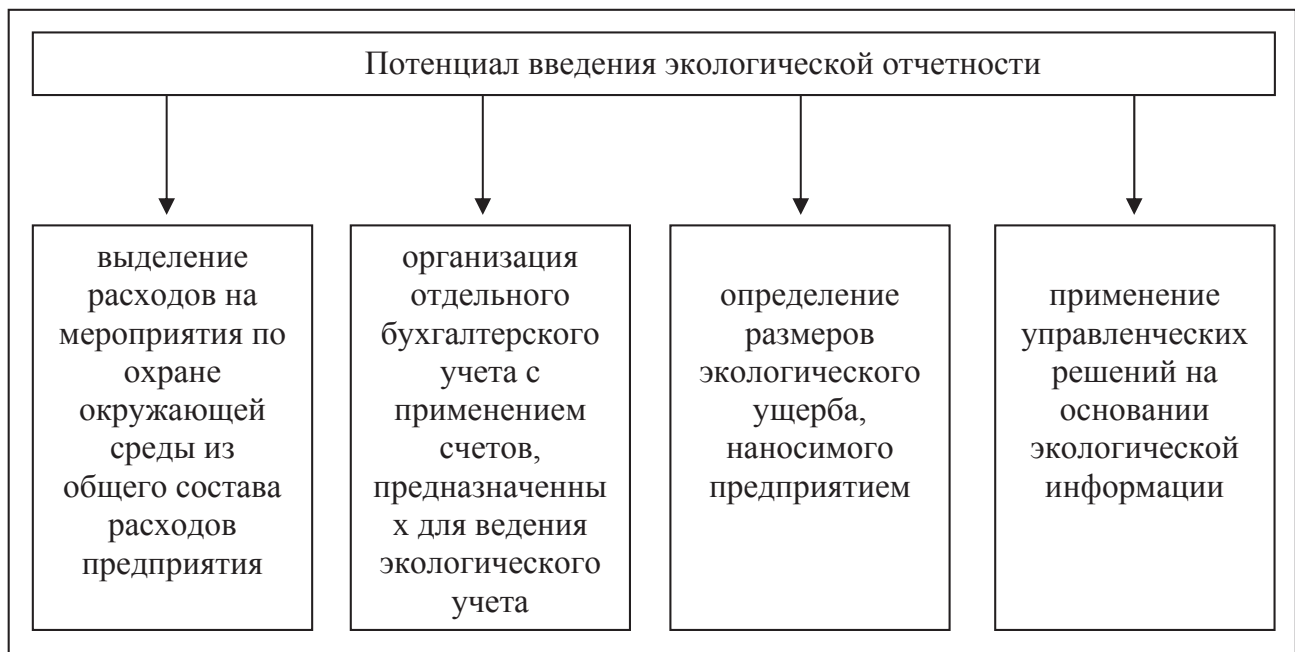 Потенциал введения экологической отчетности
выделение
расходов на
мероприятия по
охране
окружающей
среды из
общего состава
расходов
предприятия
организация
отдельного
бухгалтерского
учета с
применением
счетов,
предназначенны
х для ведения
экологического
учета
определение
размеров
экологического
ущерба,
наносимого
предприятием
применение
управленческих
решений на
основании
экологической
информации